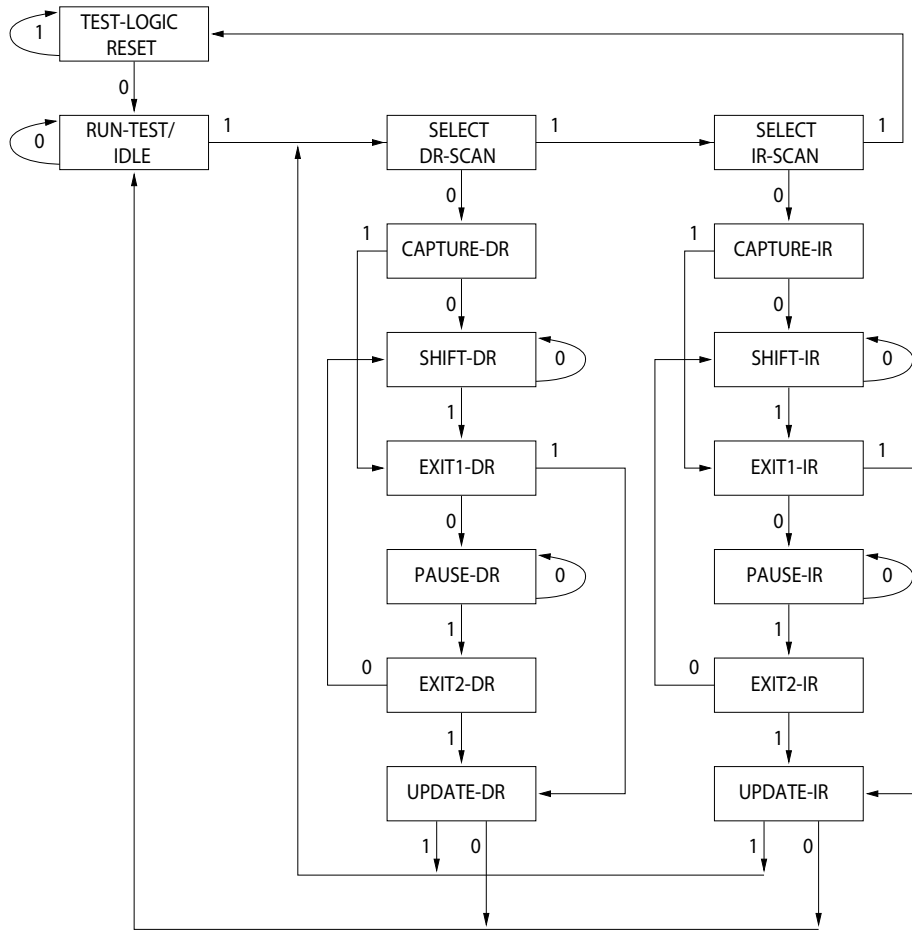 1
TEST-LOGIC
RESET
0
0
RUN-TEST/
IDLE
1
SELECT
DR-SCAN
1
SELECT
IR-SCAN
1
0
0
1
CAPTURE-DR
1
CAPTURE-IR
0
0
SHIFT-DR
0
SHIFT-IR
0
1
1
EXIT1-DR
1
EXIT1-IR
1
0
0
PAUSE-DR
0
PAUSE-IR
0
1
1
0
EXIT2-DR
0
EXIT2-IR
1
1
UPDATE-DR
UPDATE-IR
1
0
1
0